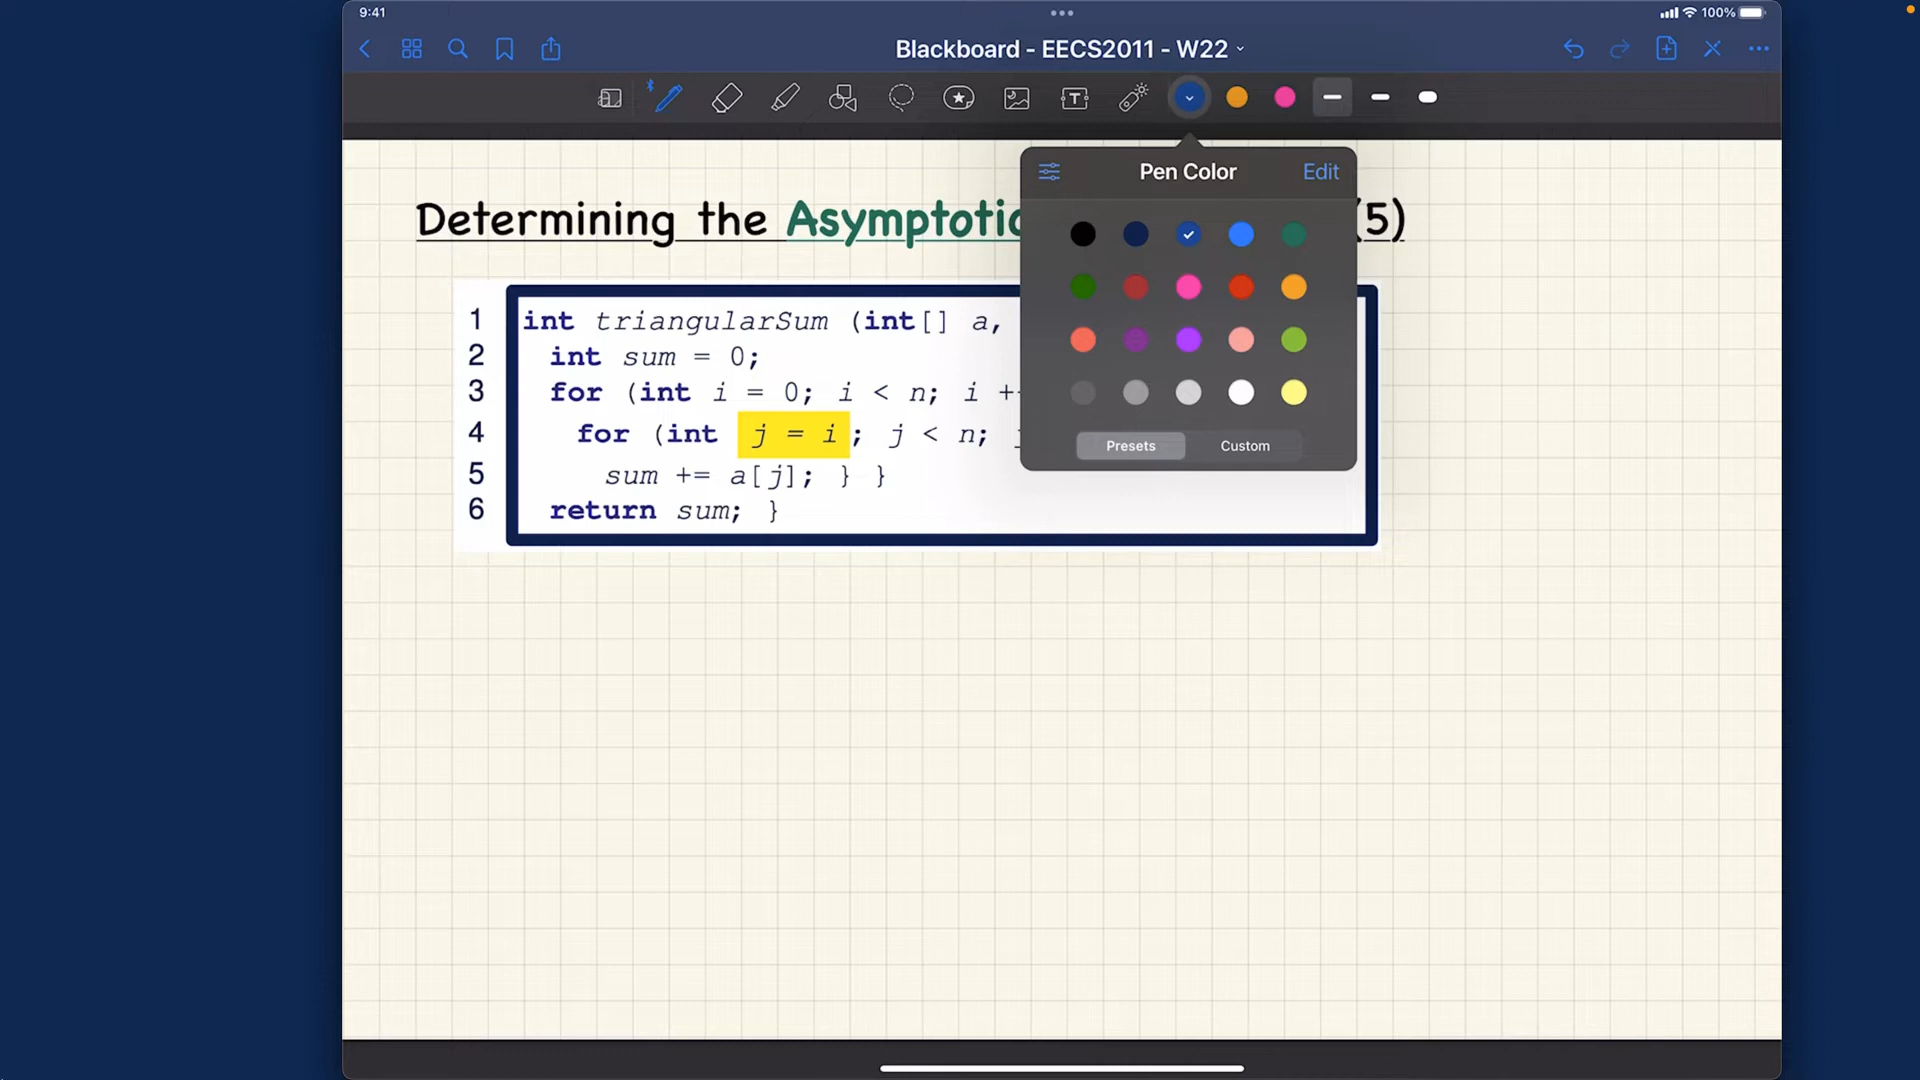 9:41
100%
Blackboard - EECS2011 - W22
Pen Color
Edit
Determining the Asymptotic (5)
1 int triangularSum (int[] a,
2 int sum = 0;
3 for (int i = 0; i < n; i +
4 for (int j = i; j < n;
5 sum += a[j]; } }
6 return sum; }
Presets
Custom